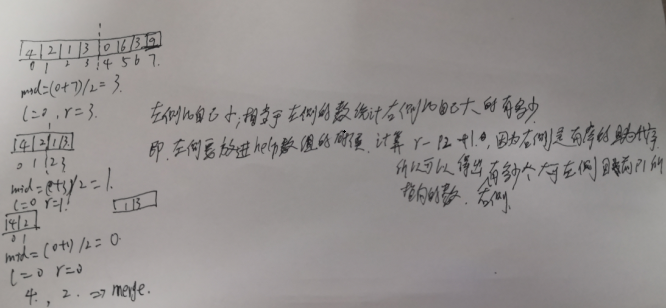 4 2 1 3 0 6 3 9
0 1 2 3 4 5 6 7.
mid=(0+7)/2=3.
l=0, r=3.
4 2 1 3
0 1 2 3
mid=(0+3)/2=1.
l=0 r=1.
1 3
4 2
0 1
mid=(0+1)/2=0.
l=0 r=0
4, 2. => merge.
左侧比自己小,相当于左侧的数统计右侧比自己大的有多少
即左侧要放进help数组的时候, 计算 r-p2+1, 因为右侧是有序的
所以可以得出有多少个大于左侧目前P1所
指向的数. 右侧